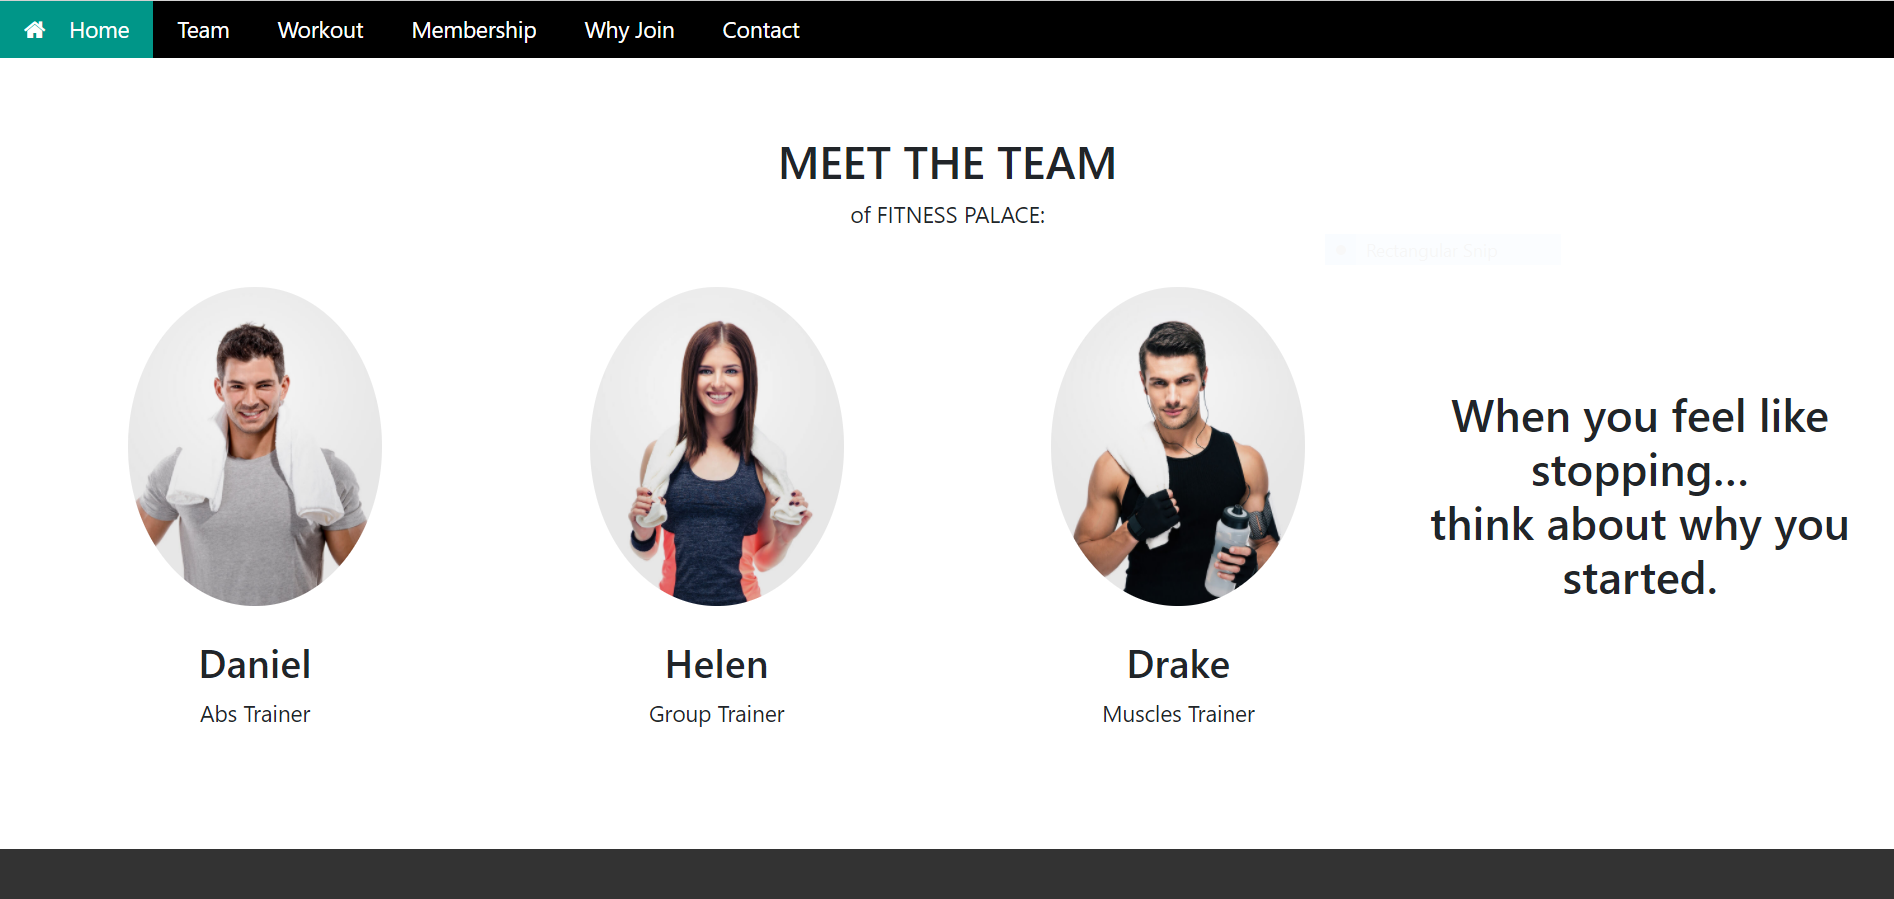 Home Team Workout Membership Why Join Contact
MEET THE TEAM
of FITNESS PALACE:
Rectangular Snip
Daniel
Abs Trainer
Helen
Group Trainer
Drake
Muscles Trainer
When you feel like
stopping...
think about why you
started.